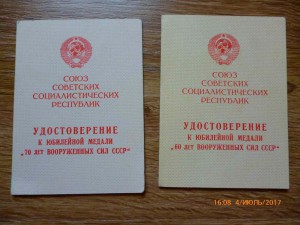 СОЮЗ
СОВЕТСКИХ
СОЦИАЛИСТИЧЕСКИХ
РЕСПУБЛИК
УДОСТОВЕРЕНИЕ
К ЮБИЛЕЙНОЙ МЕДАЛИ
„70 лет ВООРУЖЕННЫХ СИЛ СССР“
СОЮЗ
СОВЕТСКИХ
СОЦИАЛИСТИЧЕСКИХ
РЕСПУБЛИК
УДОСТОВЕРЕНИЕ
К ЮБИЛЕЙНОЙ МЕДАЛИ
„60 лет ВООРУЖЕННЫХ СИЛ СССР“
16:08 4/ИЮЛЬ/2017